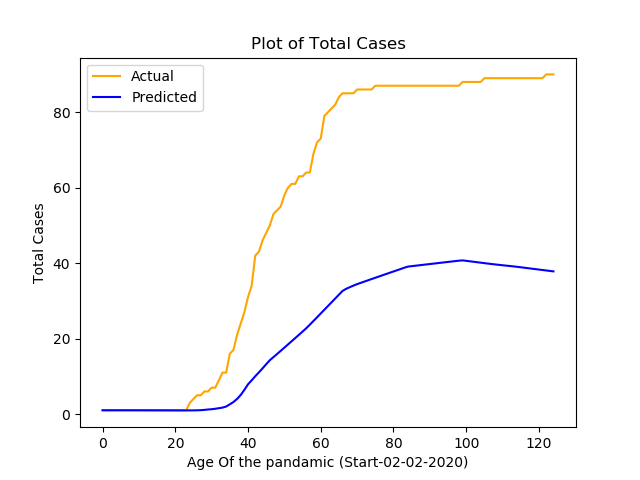 Plot of Total Cases
Actual
Predicted
80
60
40
20
0
Total Cases
0 20 40 60 80 100 120
Age Of the pandamic (Start-02-02-2020)